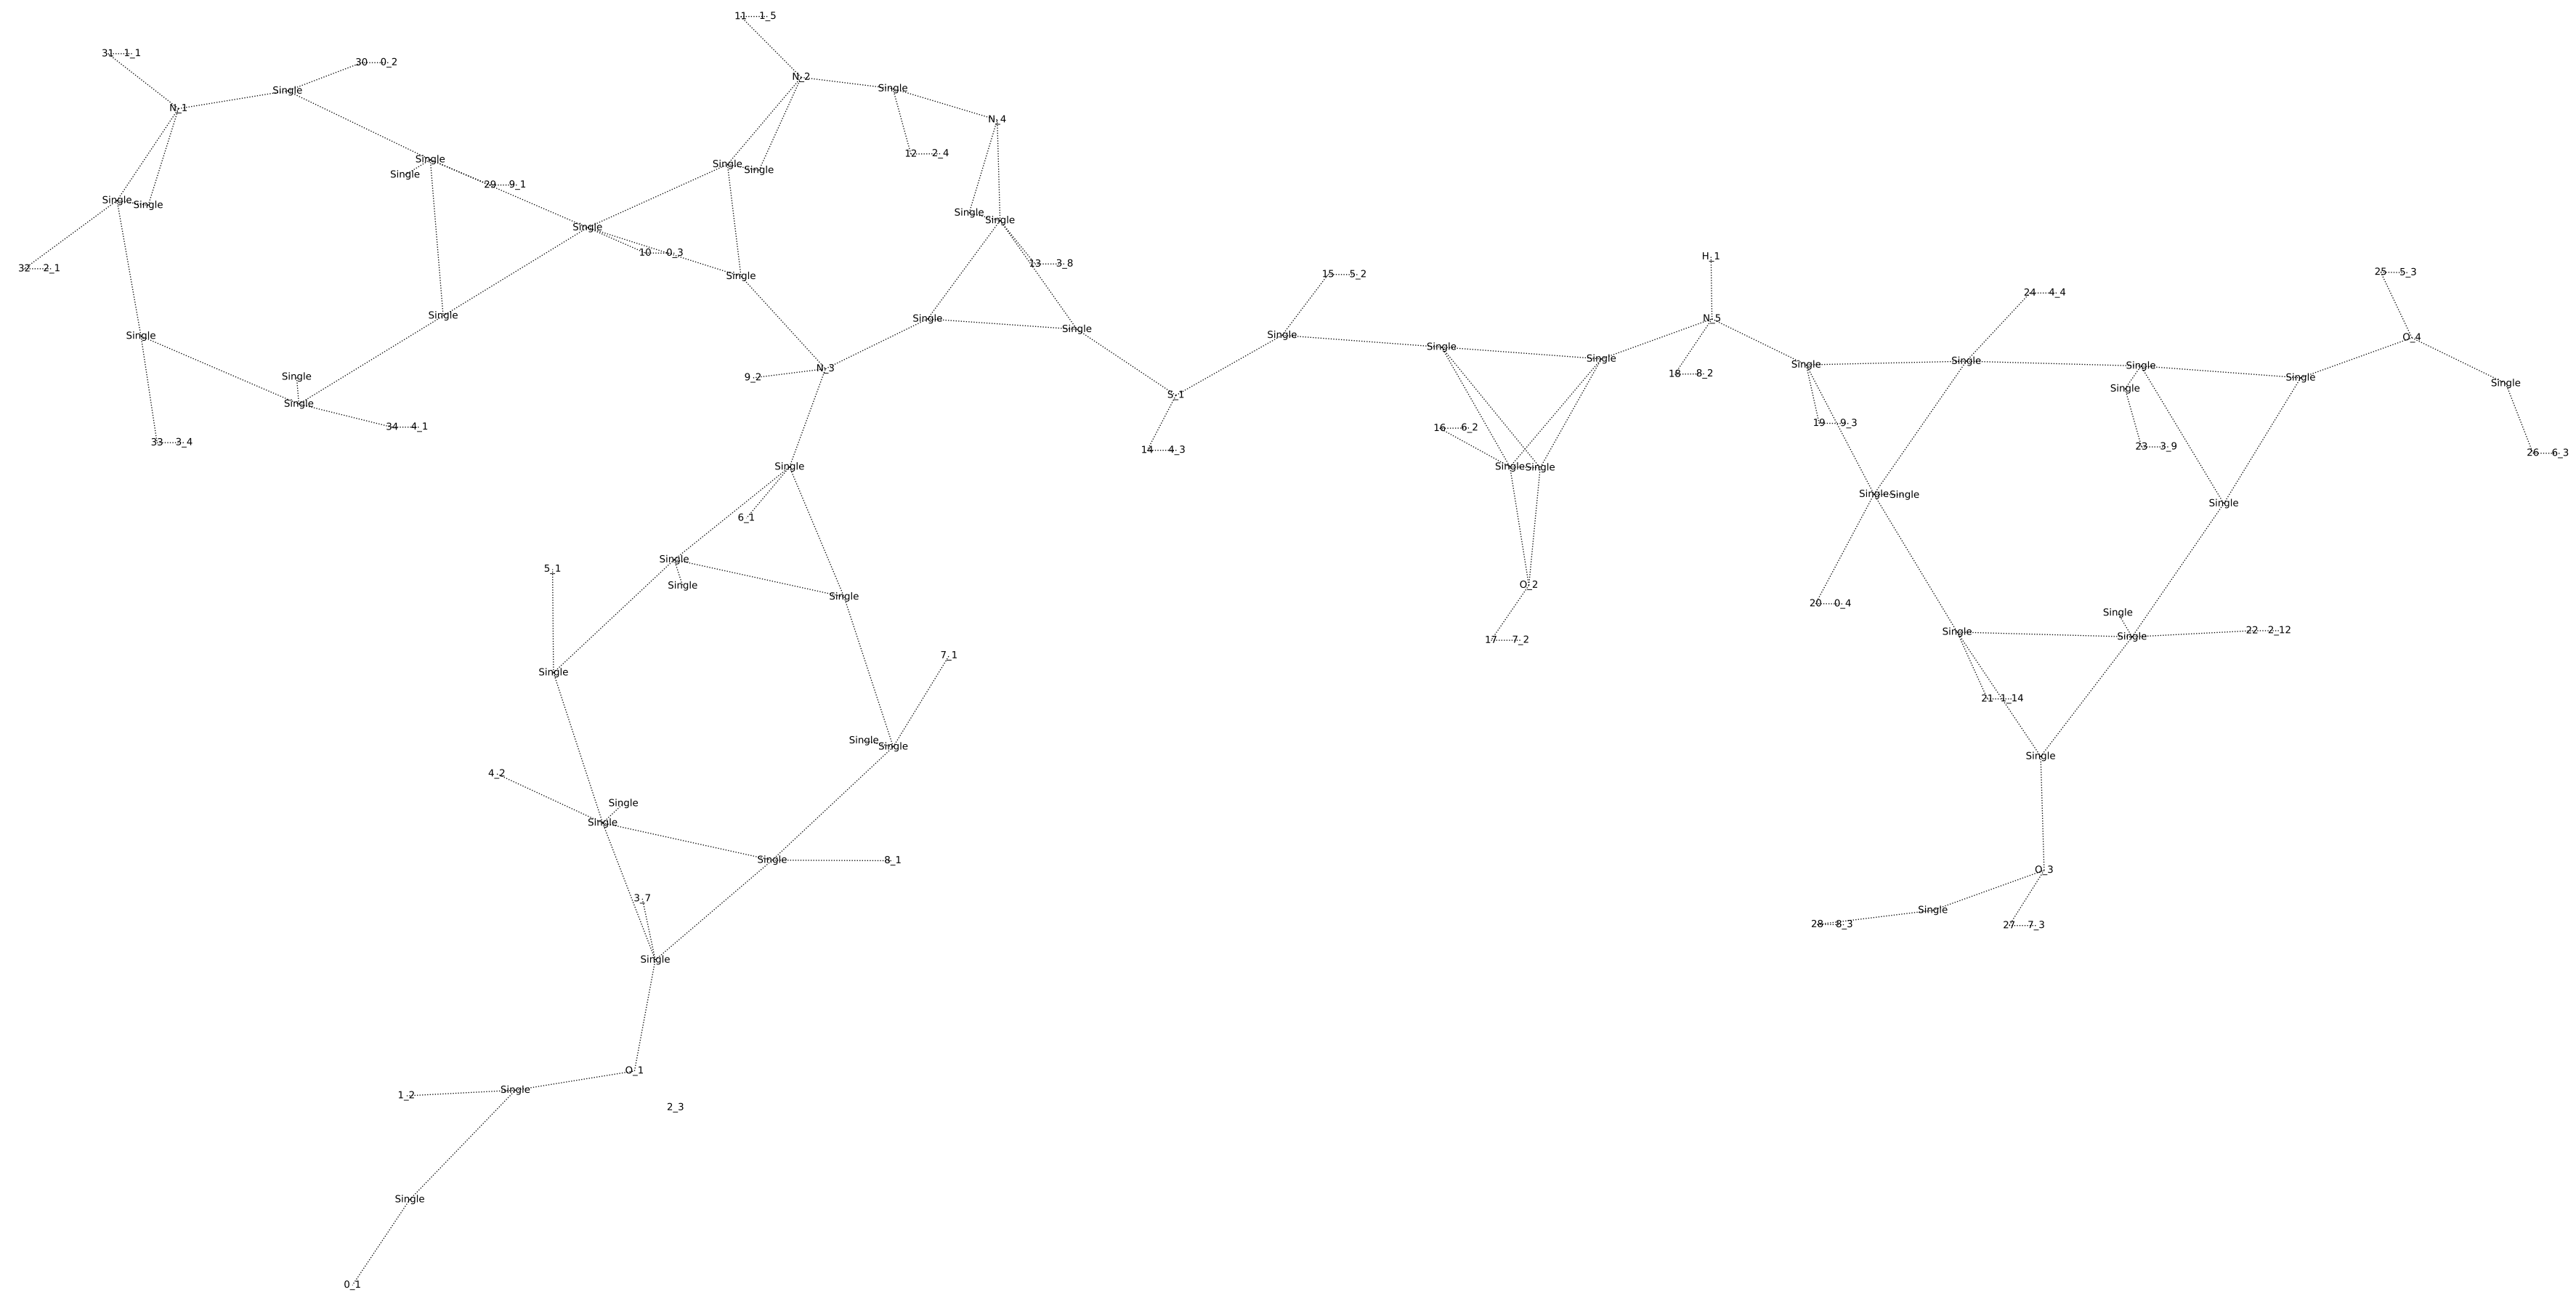 11 1_5
31 1_1
30 0_2
N_2
Single
Single
N_1
N_4
12 2_4
Single
Single
Single
Single
29 9_1
Single
Single
Single
Single
Single
10 0_3
H_1
32 2_1
Single
13 3_8
15 5_2
25 5_3
24 4_4
Single
Single
N_5
Single
Single
Single
O_4
Single
Single
Single
Single
Single
N_3
9_2
18 8_2
Single
Single
Single
Single
S_1
Single
34 4_1
19 9_3
16 6_2
33 3_4
23 3_9
14 4_3
26 6_3
Single
Single
Single
Single
Single
Single
6_1
Single
5_1
O_2
Single
Single
20 0_4
Single
22 2_12
Single
Single
17 7_2
7_1
Single
21 1_14
Single
Single
Single
4_2
Single
Single
Single
8_1
O_3
3_7
Single
28 8_3
27 7_3
Single
O_1
Single
1_2
2_3
Single
0_1